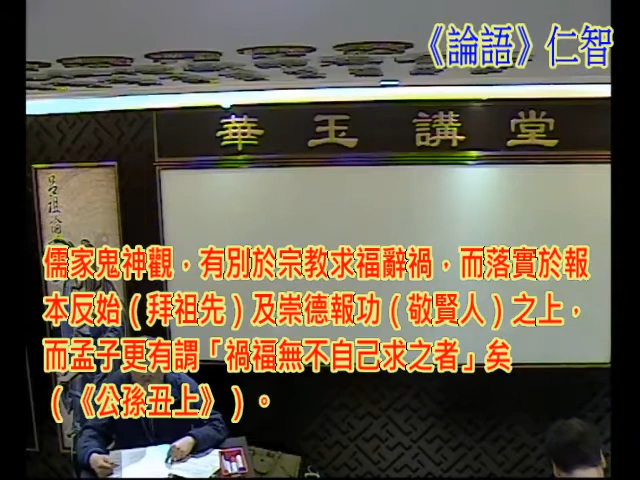 《論語》仁智
華玉講堂
呂祖
儒家鬼神觀，有別於宗教求福辭禍，而落實於報
本反始（拜祖先）及崇德報功（敬賢人）之上，
而孟子更有謂「禍福無不自己求之者」矣
（《公孫丑上》）。